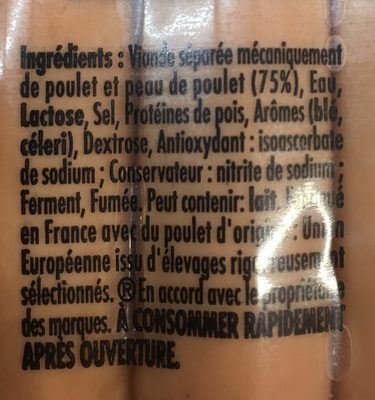 Ingrédients : Viande séparée mécaniquement
de poulet et peau de poulet (75%), Eau,
Lactose, Sel, Protéines de pois, Arômes (blé,
céleri), Dextrose, Antioxydant : isoascorbate
de sodium ; Conservateur : nitrite de sodium ;
Ferment, Fumée. Peut contenir: lait.
en France avec du poulet d'origine : Union
Européenne issu d'élevages rigoureusement
sélectionnés. ® En accord avec le propriétaire
des marques. À CONSOMMER RAPIDEMENT
APRÈS OUVERTURE.